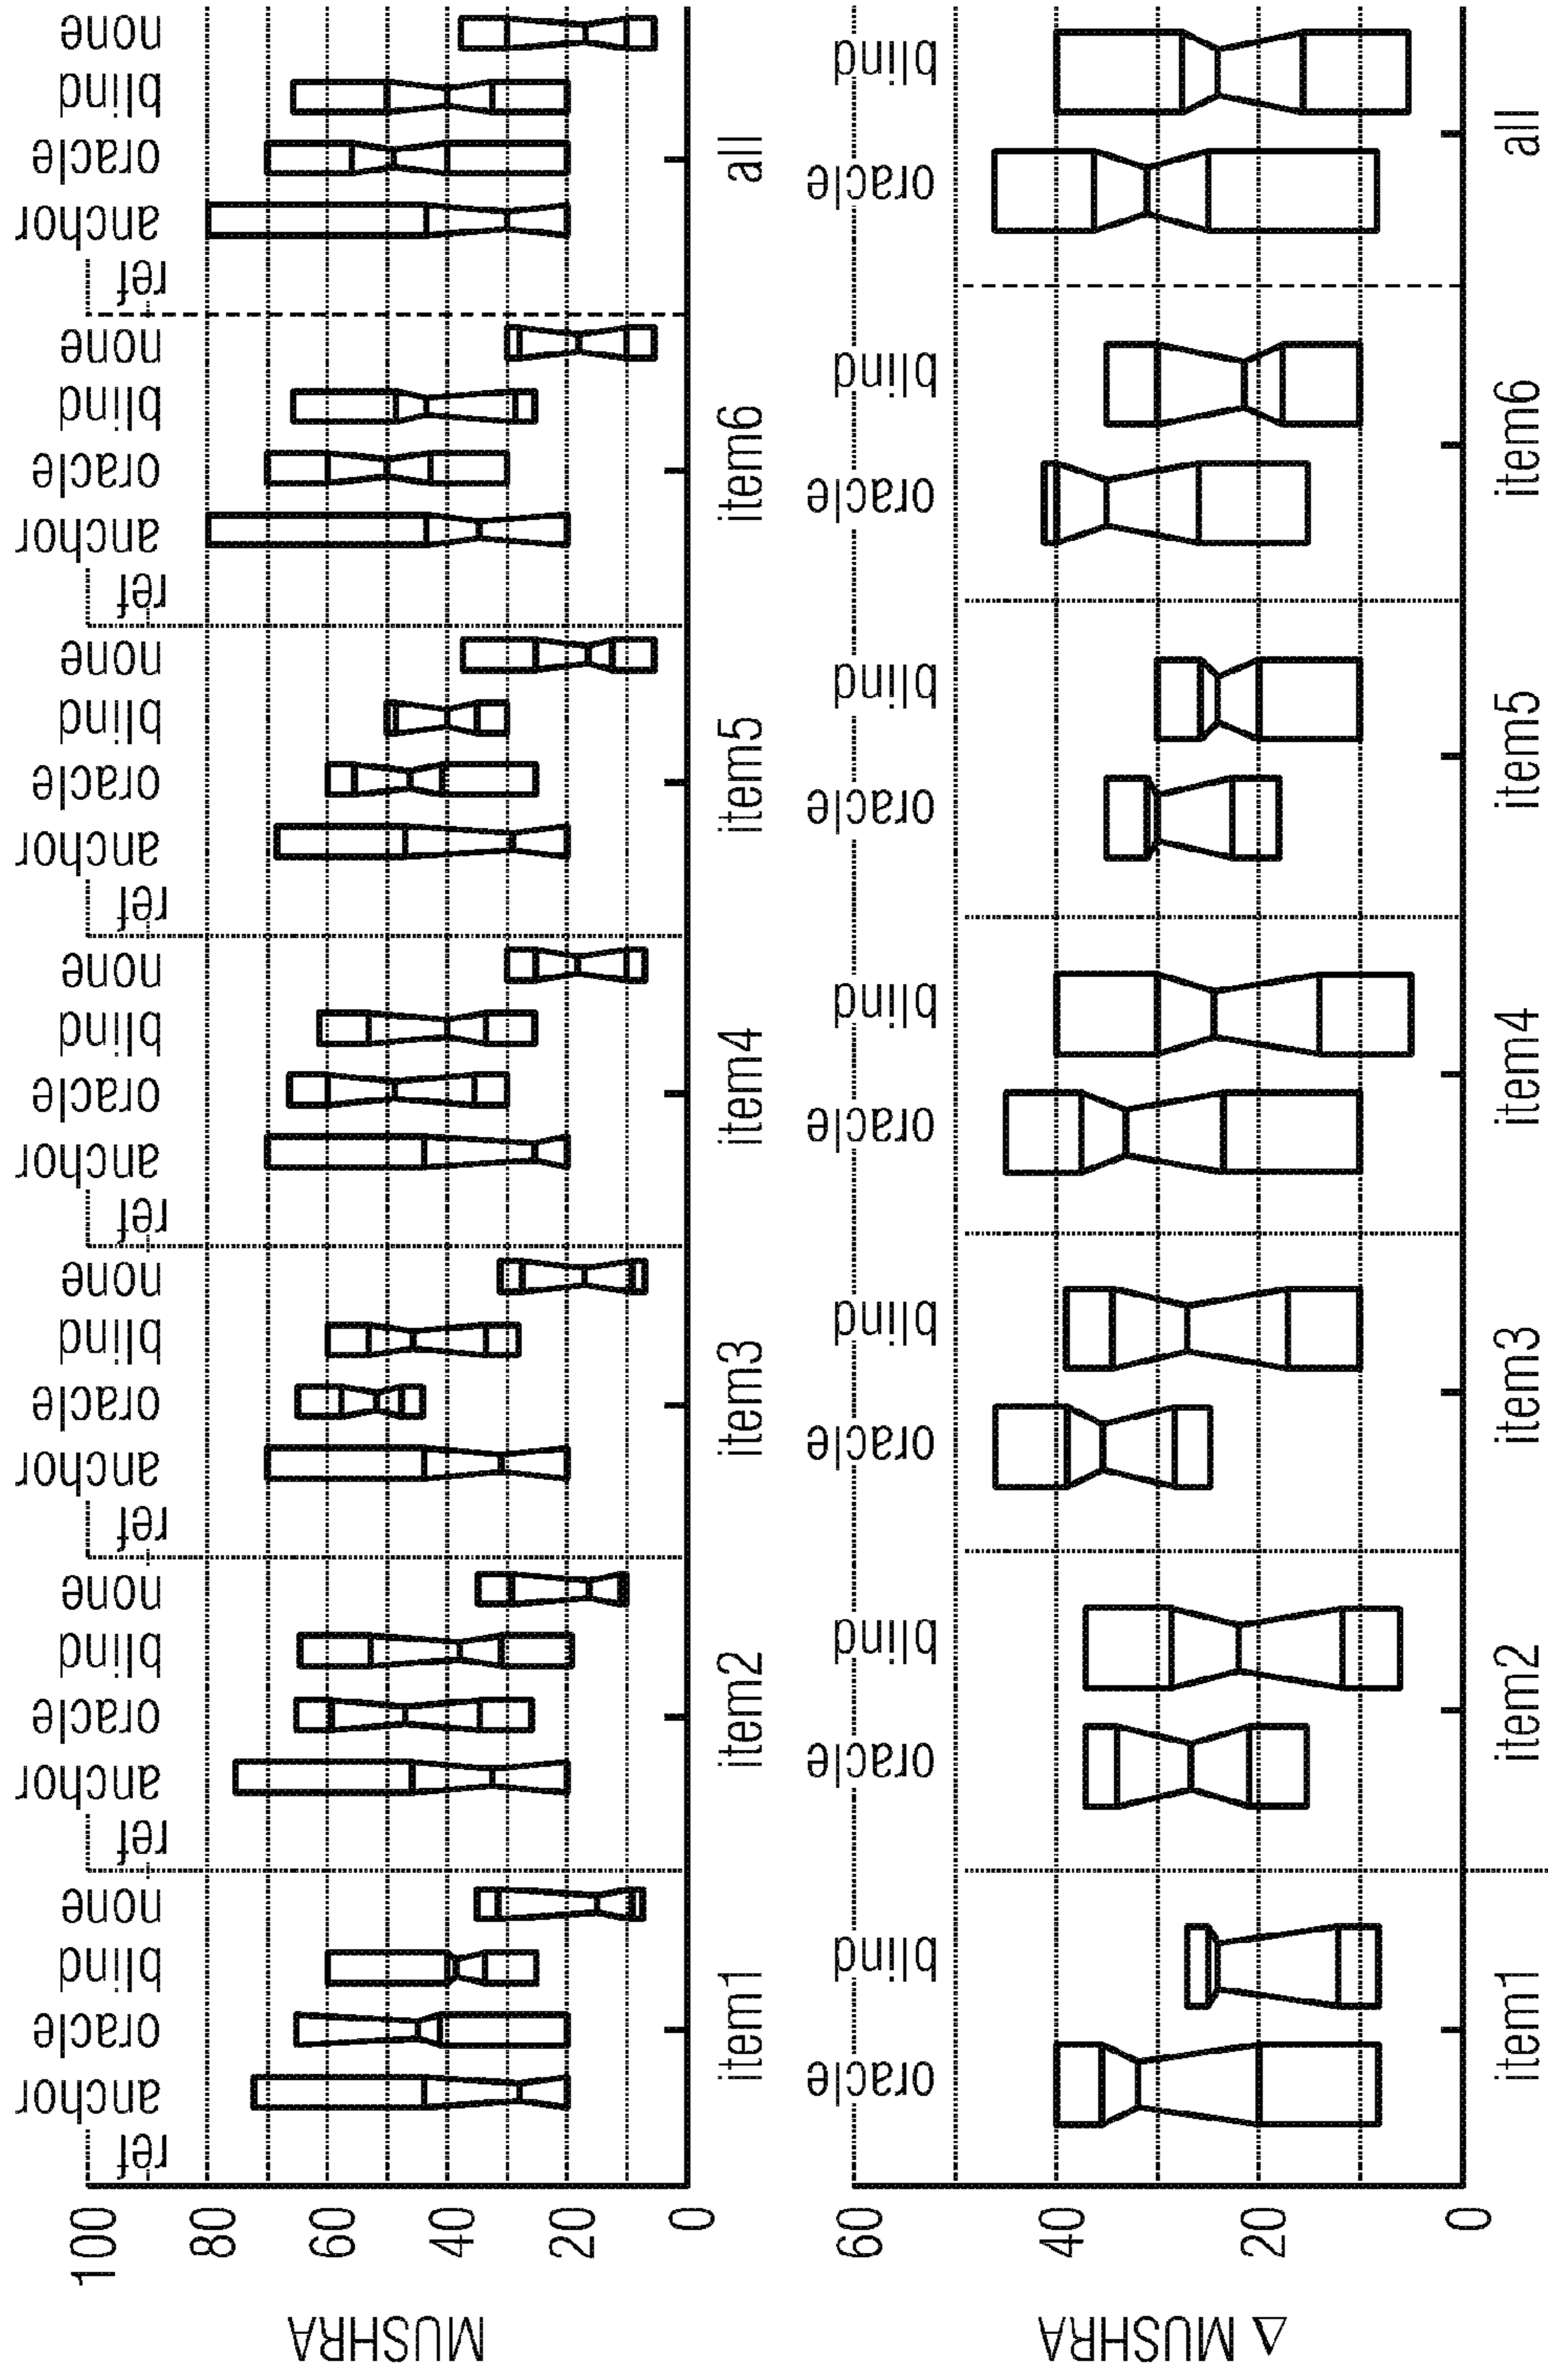 MUSHRA
100
80
60
40
20
0
ref anchor oracle blind none
ref anchor oracle blind none
ref anchor oracle blind none
ref anchor oracle blind none
ref anchor oracle blind none
ref anchor oracle blind none
ref anchor oracle blind none
item1 item2 item3 item4 item5 item6 all
Δ MUSHRA
60
40
20
0
oracle blind
oracle blind
oracle blind
oracle blind
oracle blind
oracle blind
oracle blind
item1 item2 item3 item4 item5 item6 all